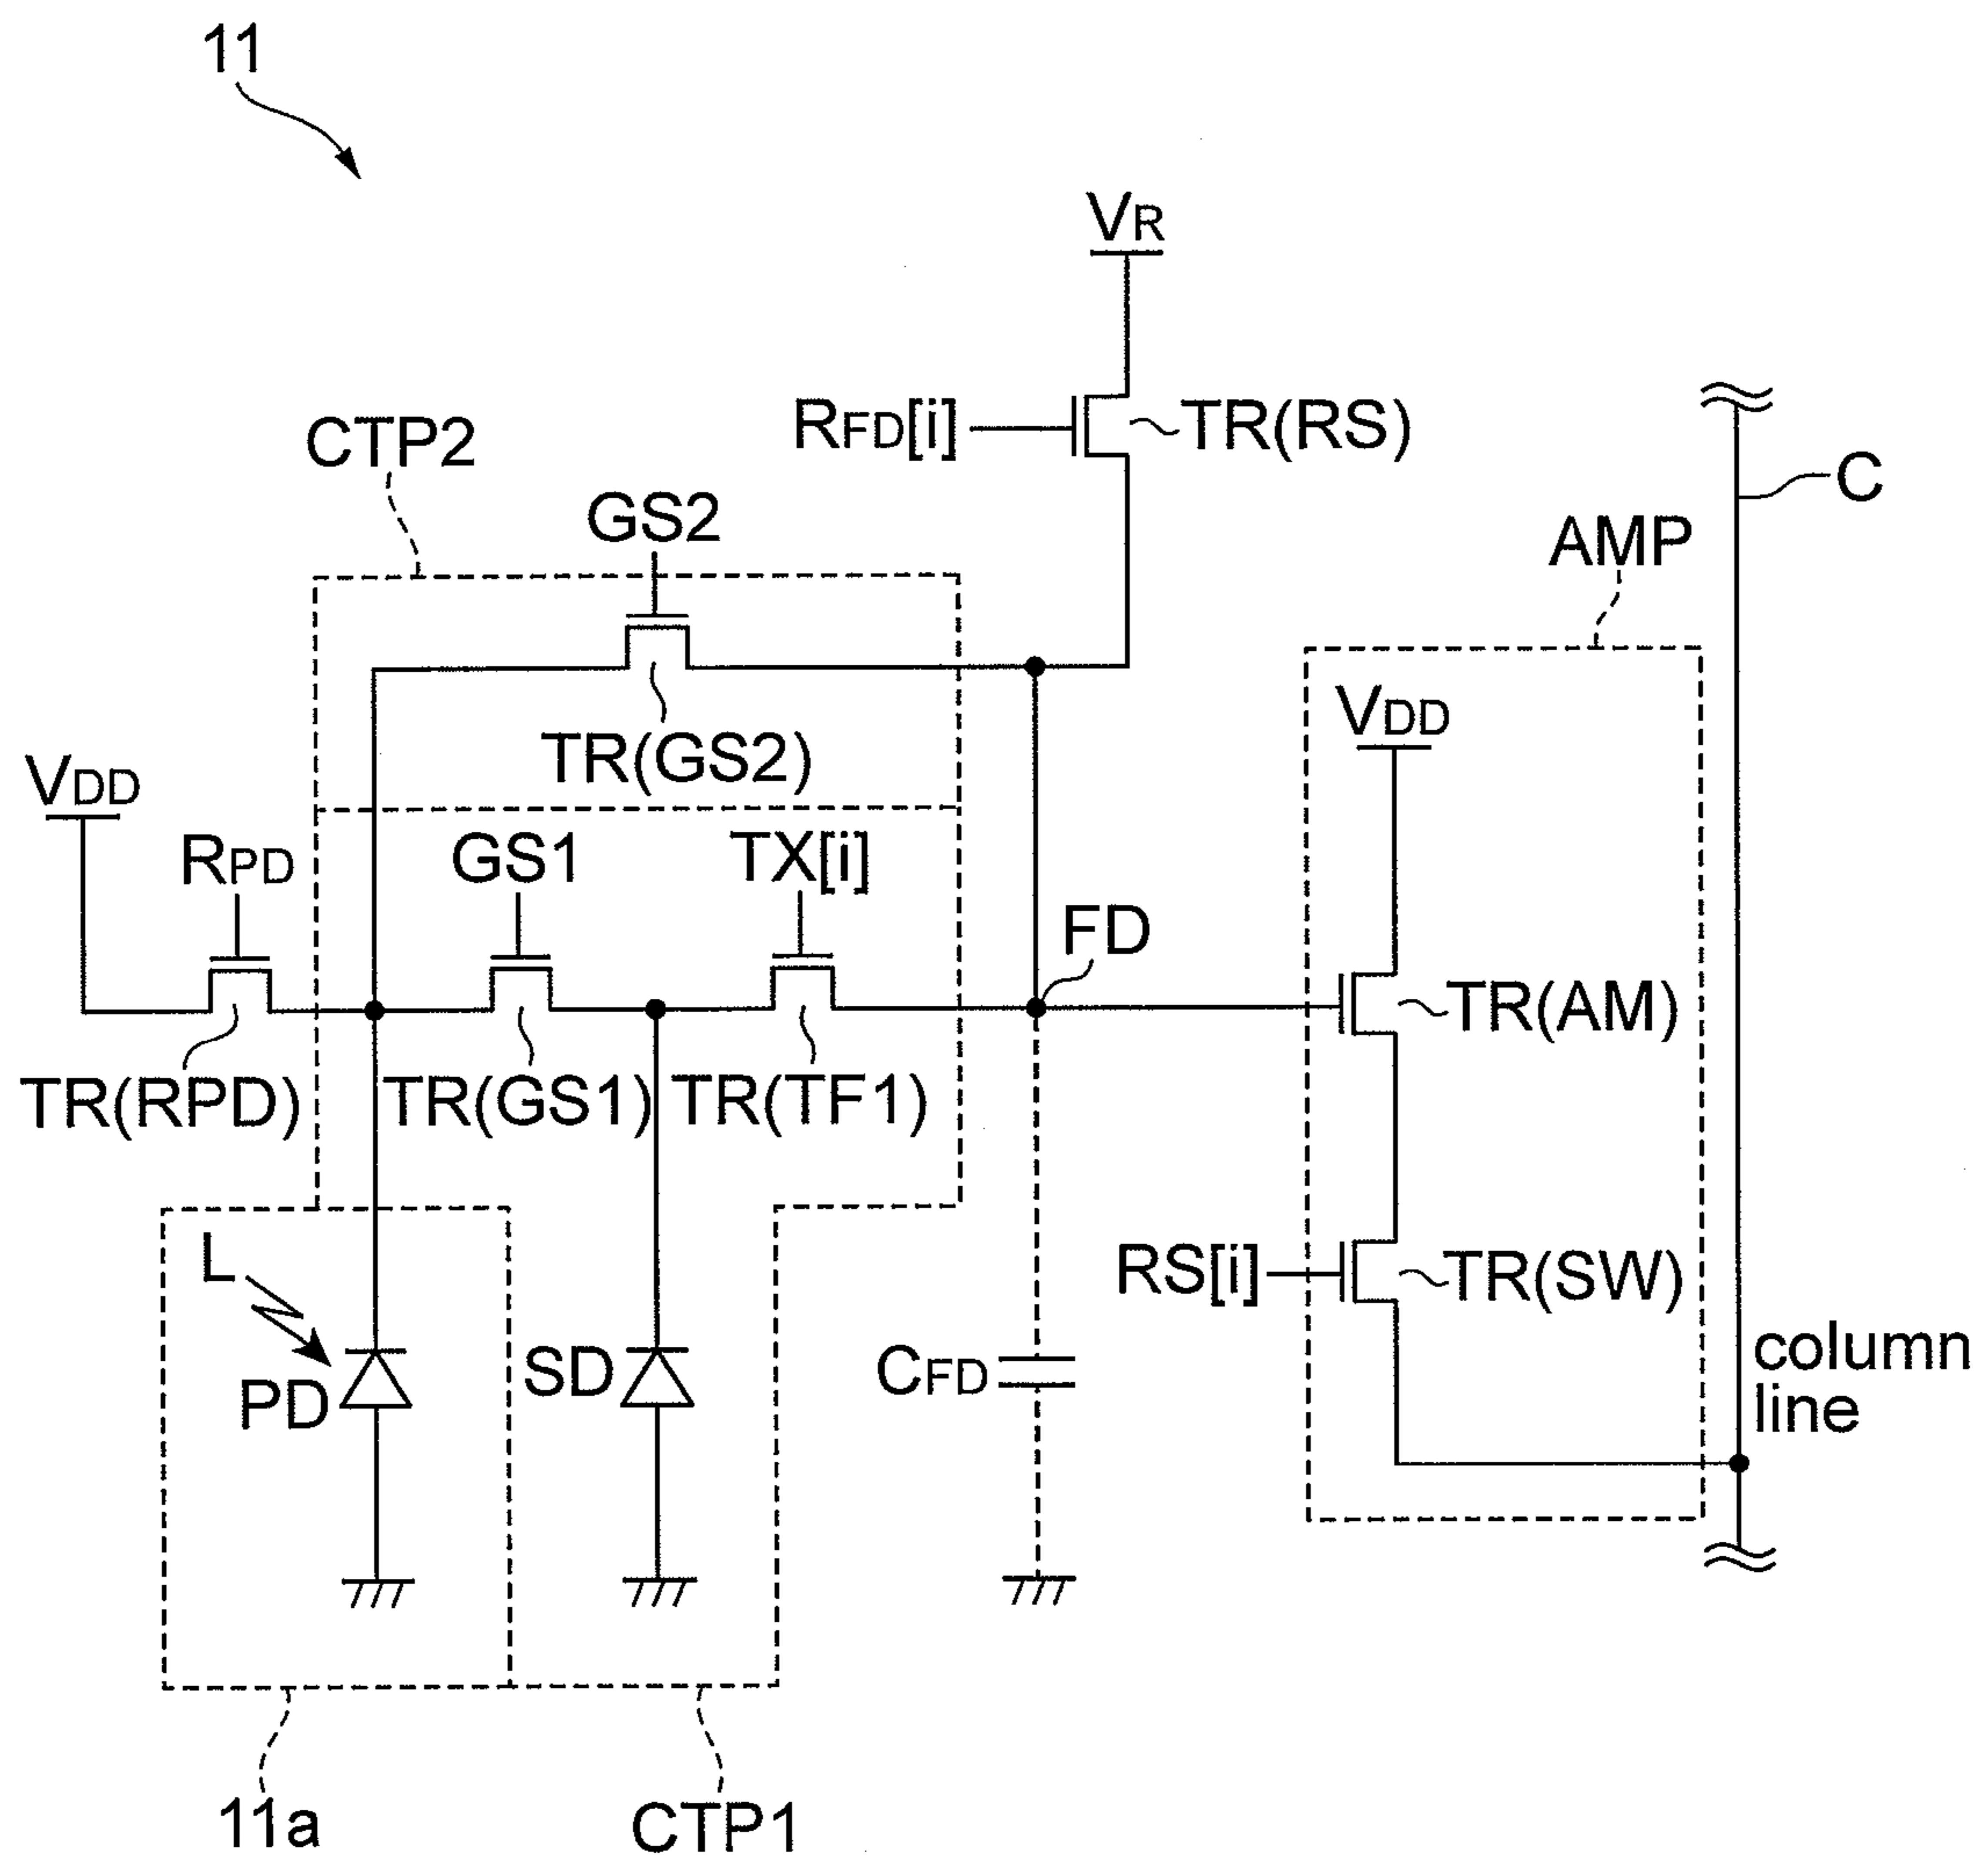 11
VR
RFD[i]
TR(RS)
CTP2
C
GS2
AMP
TR(GS2)
VDD
VDD
RPD
GS1
TX[i]
FD
TR(AM)
TR(RPD)
TR(GS1)
TR(TF1)
L
RS[i]
TR(SW)
PD
SD
CFD
column
line
11a
CTP1